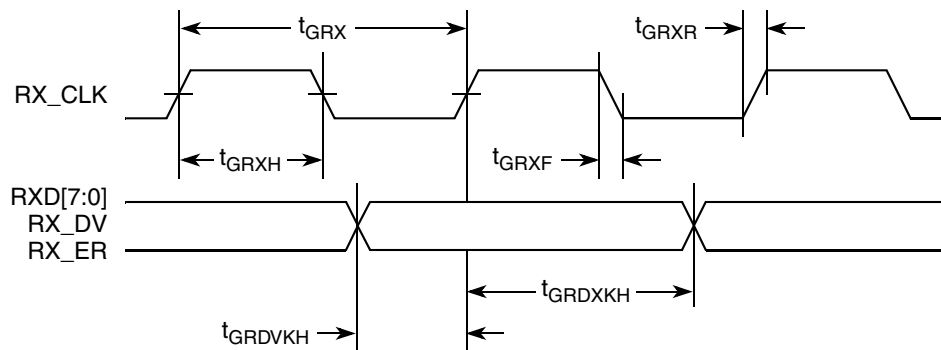 tGRX
tGRXR
RX_CLK
tGRXH
tGRXF
RXD[7:0]
RX_DV
RX_ER
tGRDXKH
tGRDVKH